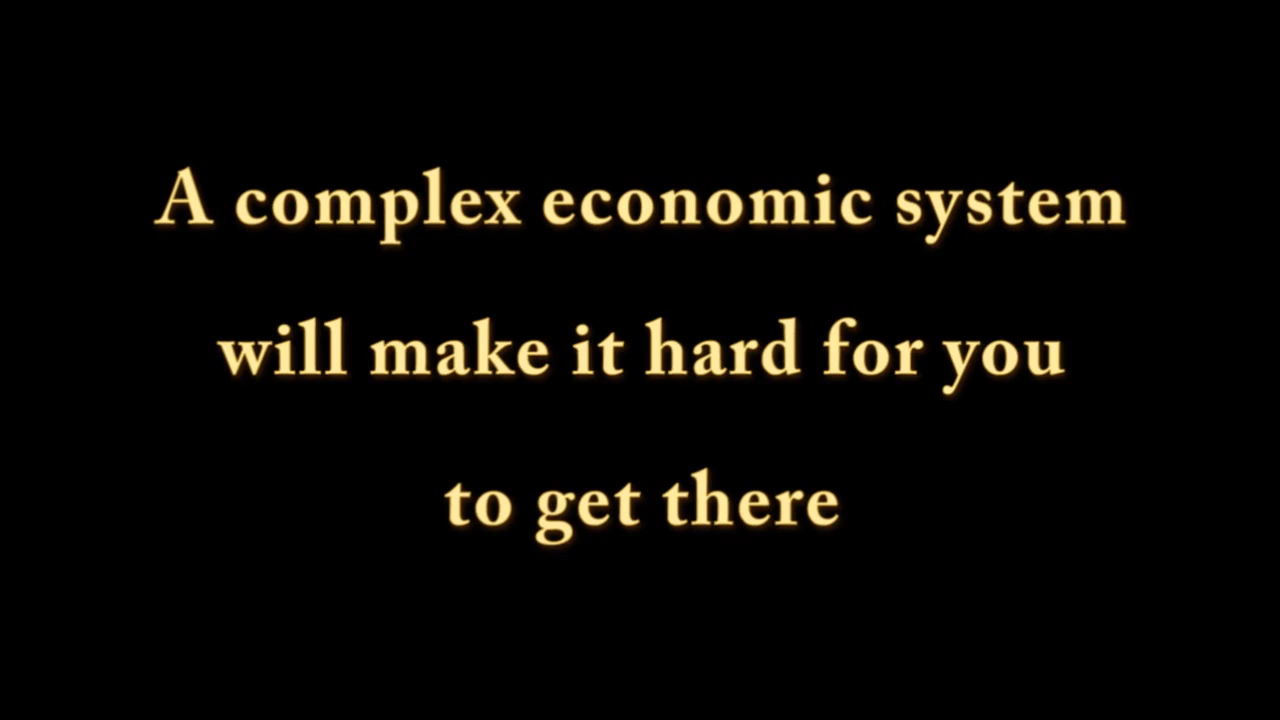 A complex economic system
will make it hard for you
to get there